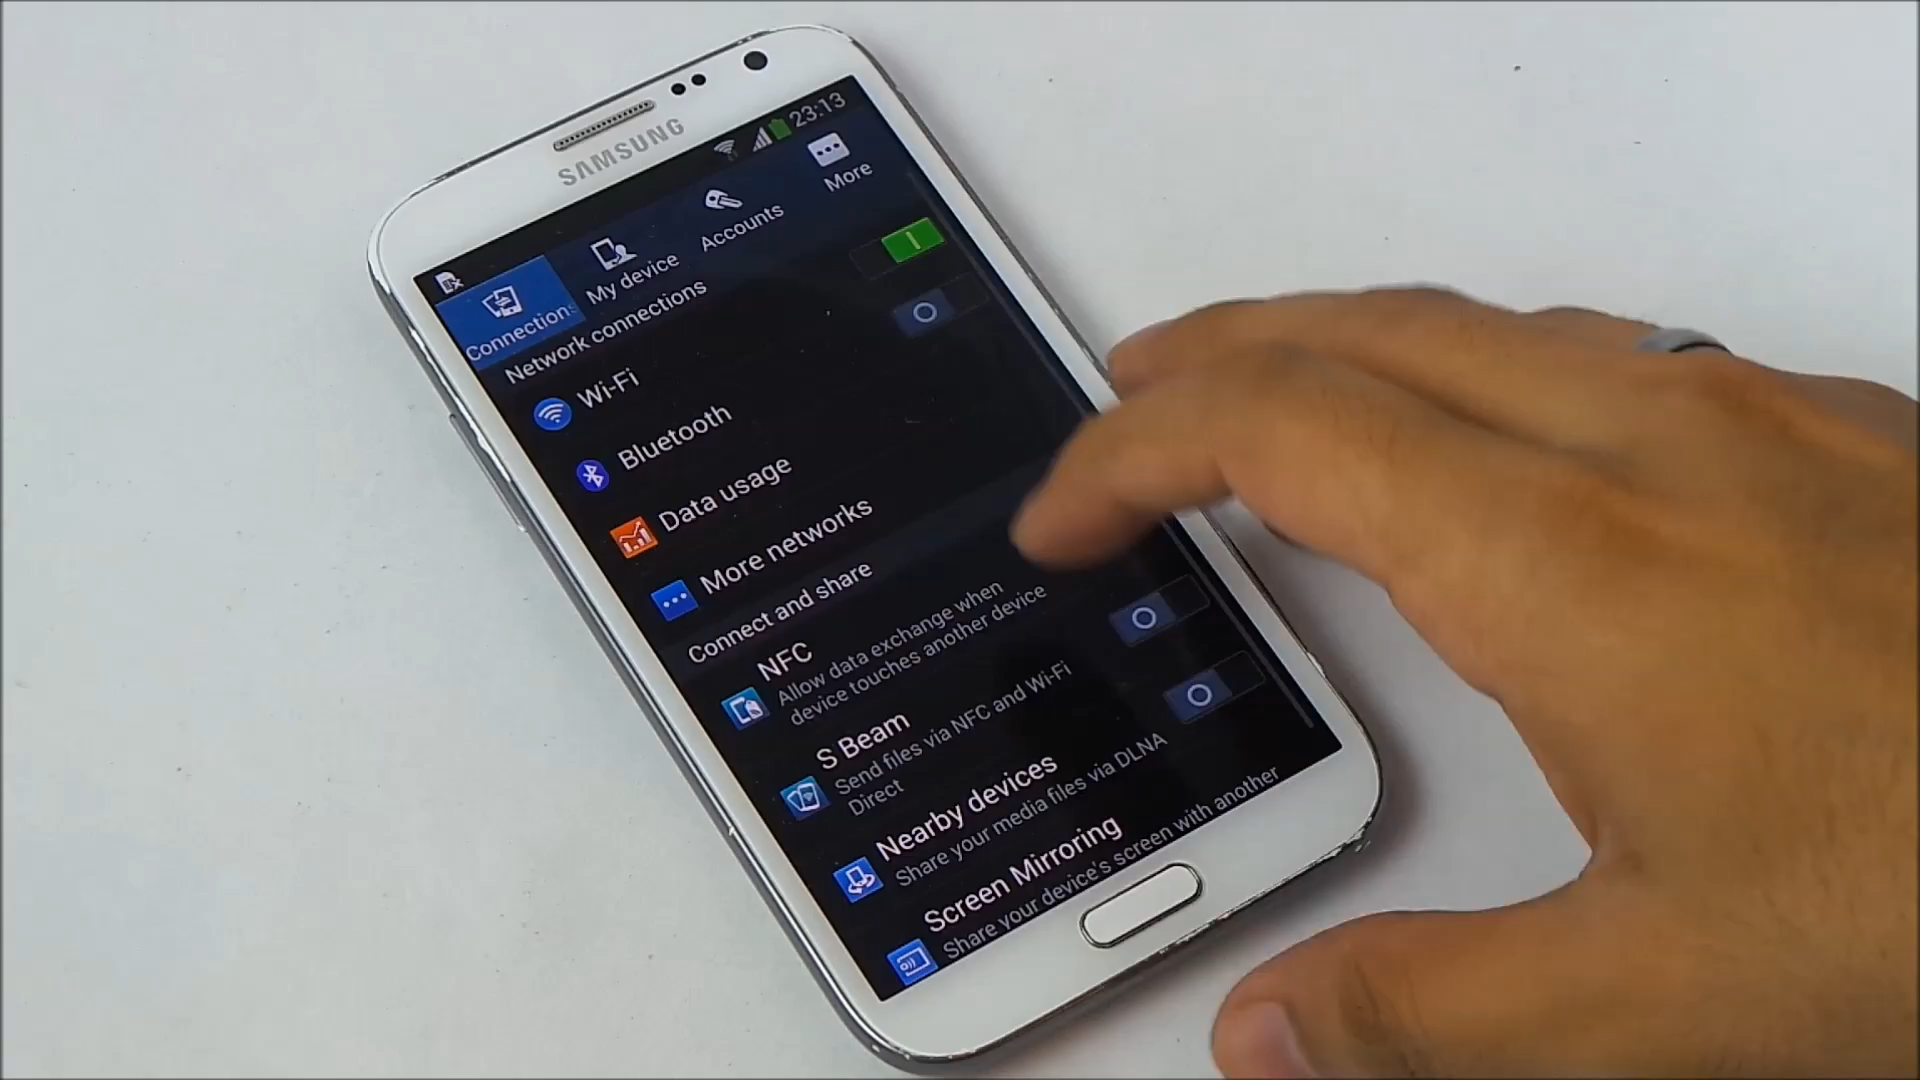 SAMSUNG
23:13
Connections
My device
Accounts
More
Network connections
Wi-Fi
Bluetooth
Data usage
More networks
Connect and share
NFC
Allow data exchange when
device touches another device
S Beam
Send files via NFC and Wi-Fi
Direct
Nearby devices
Share your media files via DLNA
Screen Mirroring
Share your device's screen with another